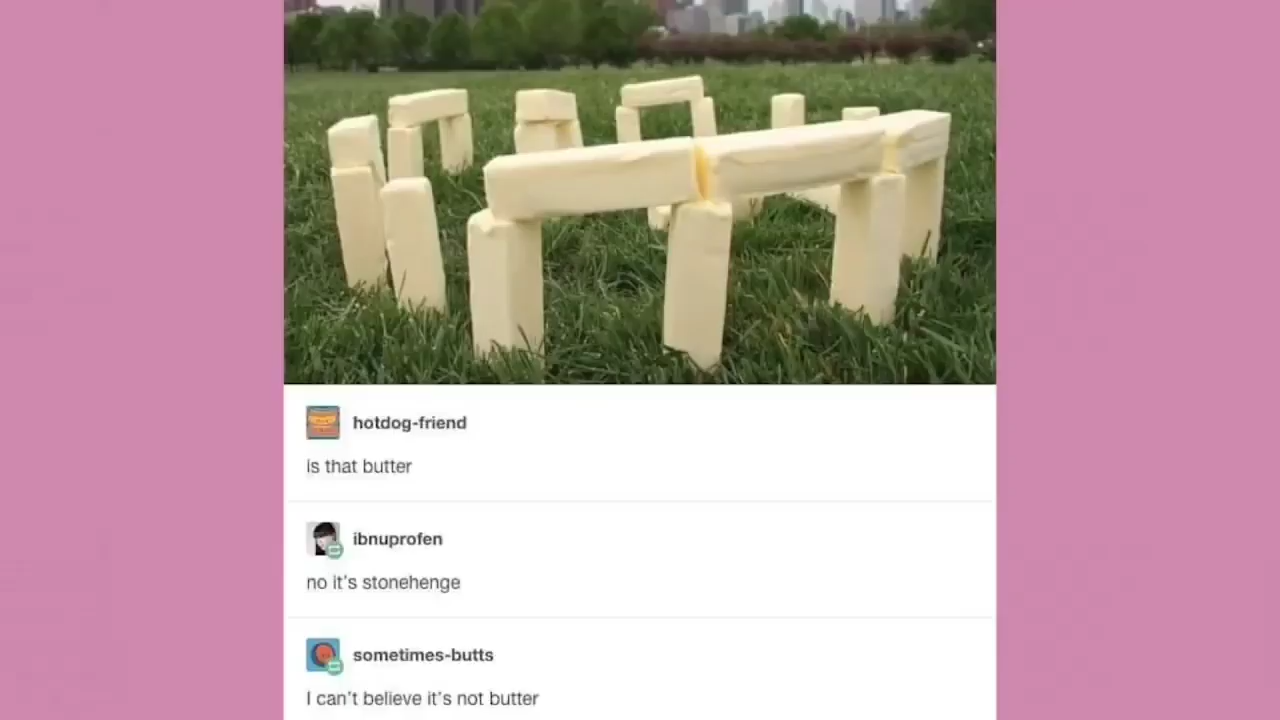 hotdog-friend
is that butter
ibnuprofen
no it's stonehenge
sometimes-butts
I can't believe it's not butter